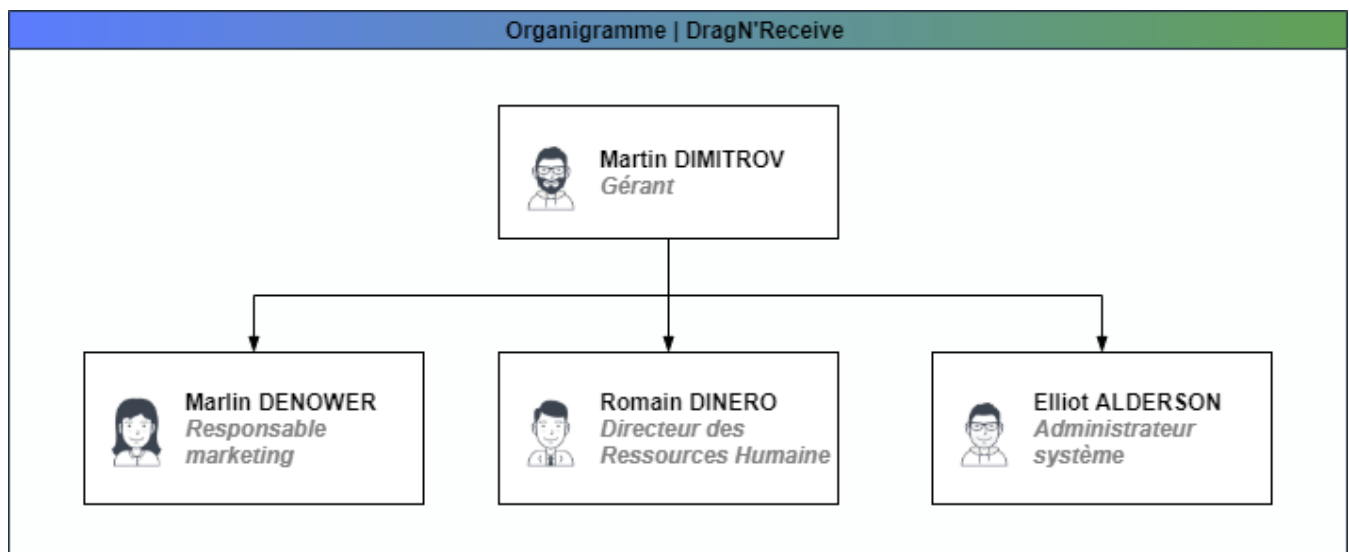 Organigramme | DragN'Receive
Martin DIMITROV
Gérant
Marlin DENOWER
Responsable
marketing
Romain DINERO
Directeur des
Ressources Humaine
Elliot ALDERSON
Administrateur
système